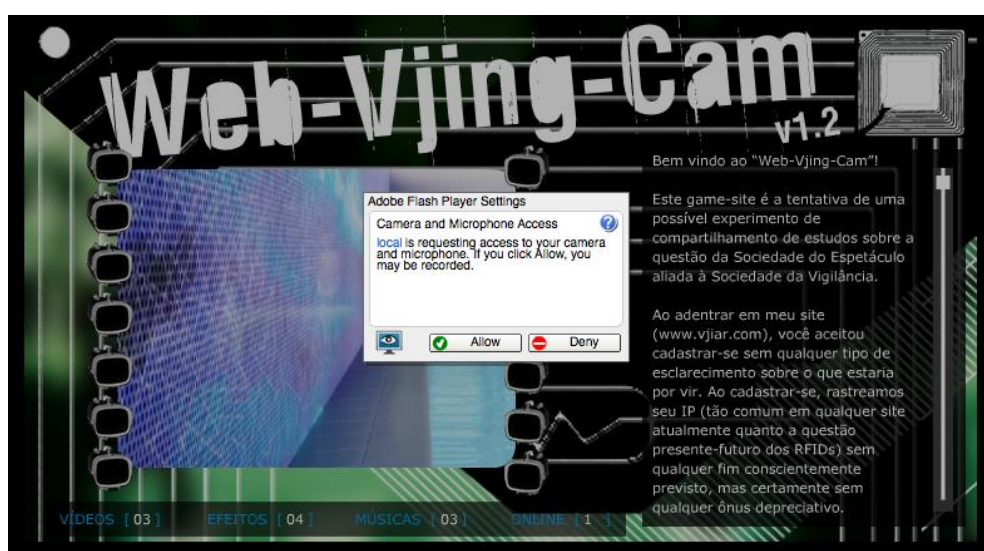 Web-Vjing-Cam
v1.2
Bem vindo ao "Web-Vjing-Cam"!
Este game-site é a tentativa de uma
possível experimento de
compartilhamento de estudos sobre a
questão da Sociedade do Espetáculo
aliada à Sociedade da Vigilância.
Ao adentrar em meu site
(www.vjiar.com), você aceitou
cadastrar-se sem qualquer tipo de
esclarecimento sobre o que estaria
por vir. Ao cadastrar-se, rastreamos
seu IP (tão comum em qualquer site
atualmente quanto a questão
presente-futuro dos RFIDs) sem
qualquer fim conscientemente
previsto, mas certamente sem
qualquer ônus depreciativo.
Adobe Flash Player Settings
Camera and Microphone Access
local is requesting access to your camera
and microphone. If you click Allow, you
may be recorded.
Allow Deny
VÍDEOS [ 03 ] EFEITOS [ 04 ] MÚSICAS [ 03 ] ONLINE [ 1 ]